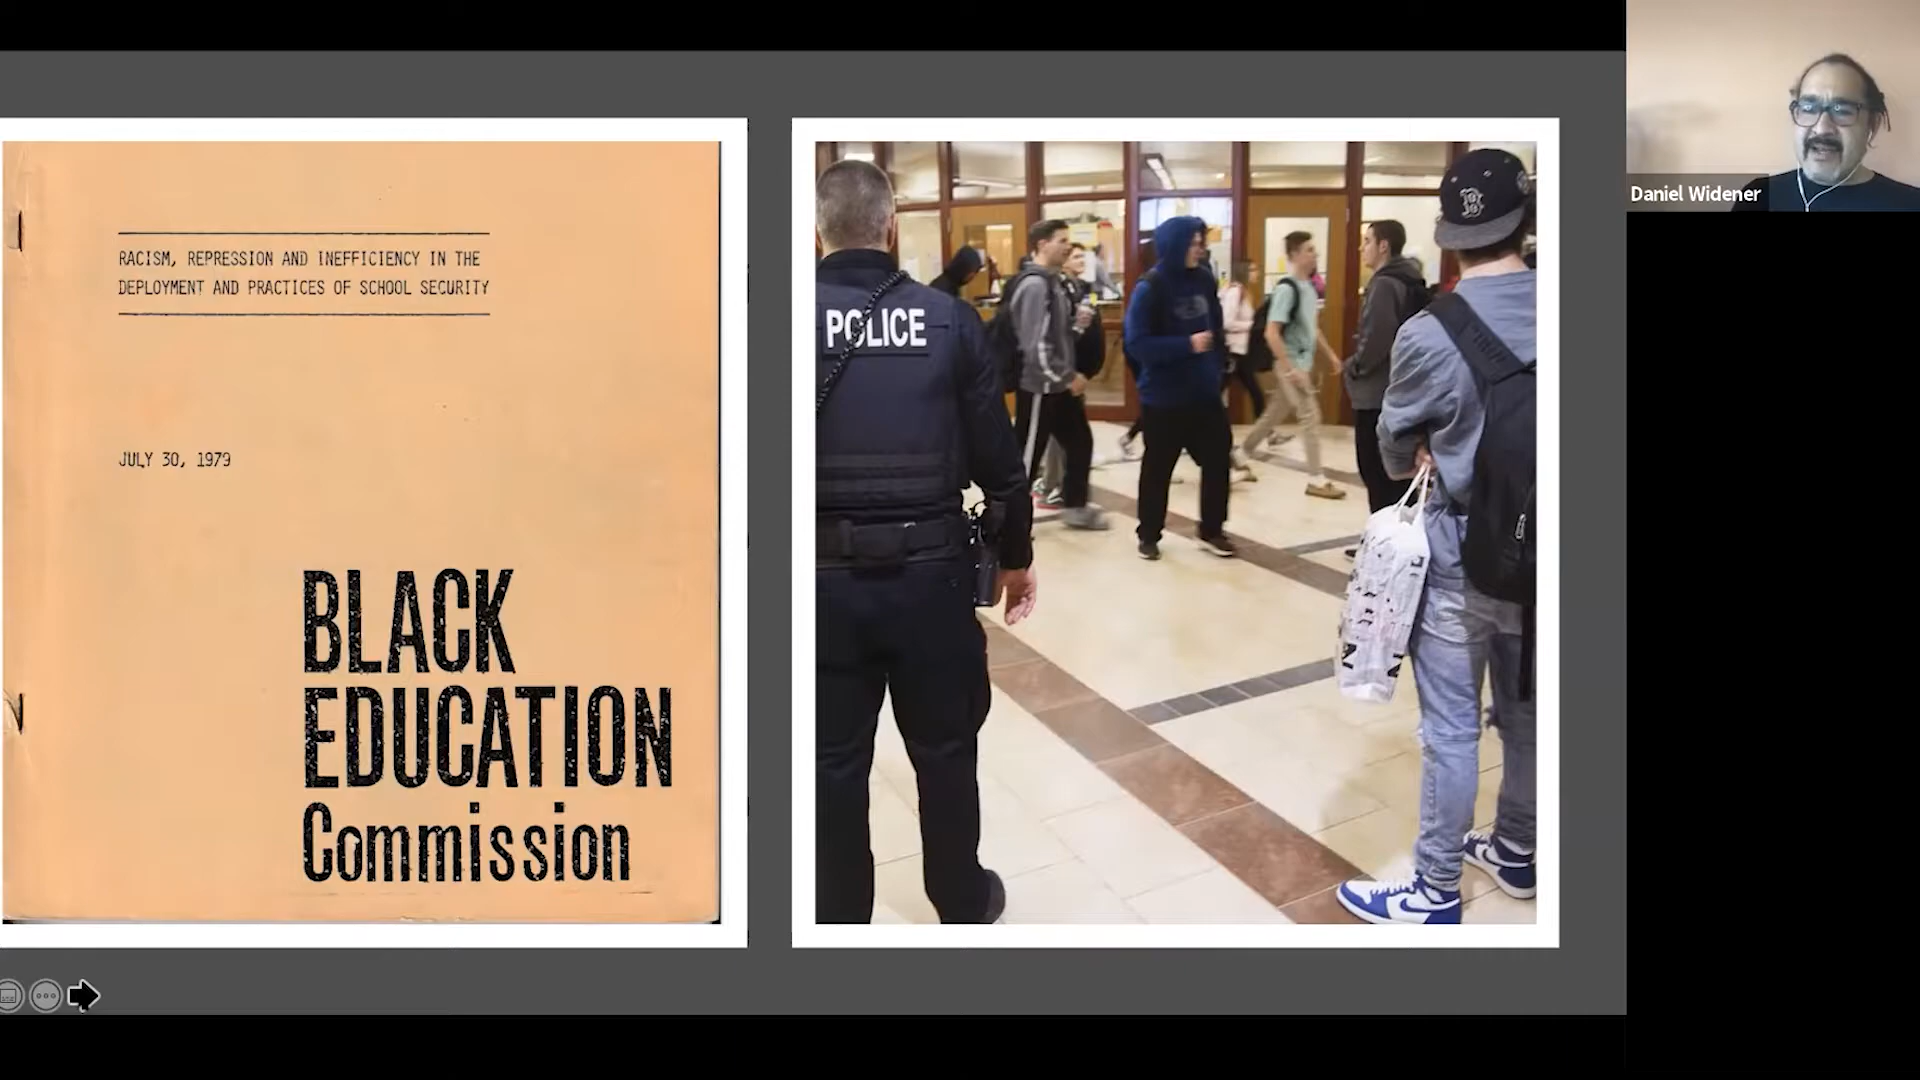 RACISM, REPRESSION AND INEFFICIENCY IN THE
DEPLOYMENT AND PRACTICES OF SCHOOL SECURITY
JULY 30, 1979
BLACK
EDUCATION
Commission
POLICE
B
Daniel Widener